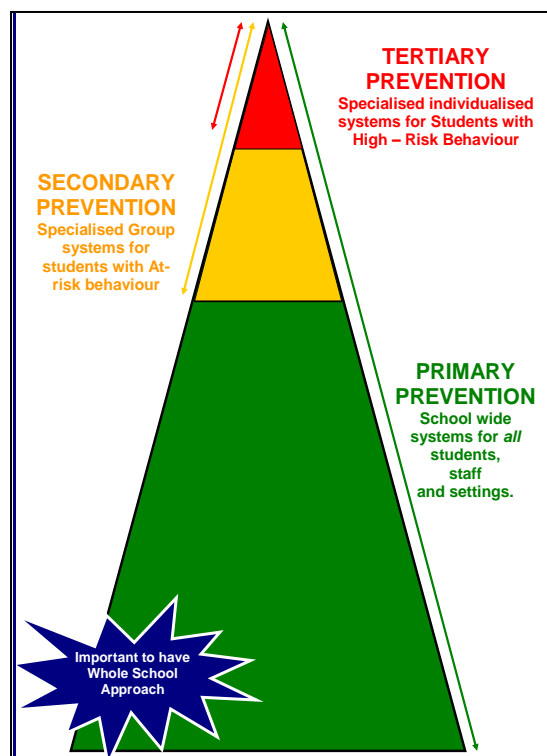 TERTIARY
PREVENTION
Specialised individualised
systems for Students with
High – Risk Behaviour
SECONDARY
PREVENTION
Specialised Group
systems for
students with At-
risk behaviour
PRIMARY
PREVENTION
School wide
systems for all
students,
staff
and settings.
Important to have
Whole School
Approach